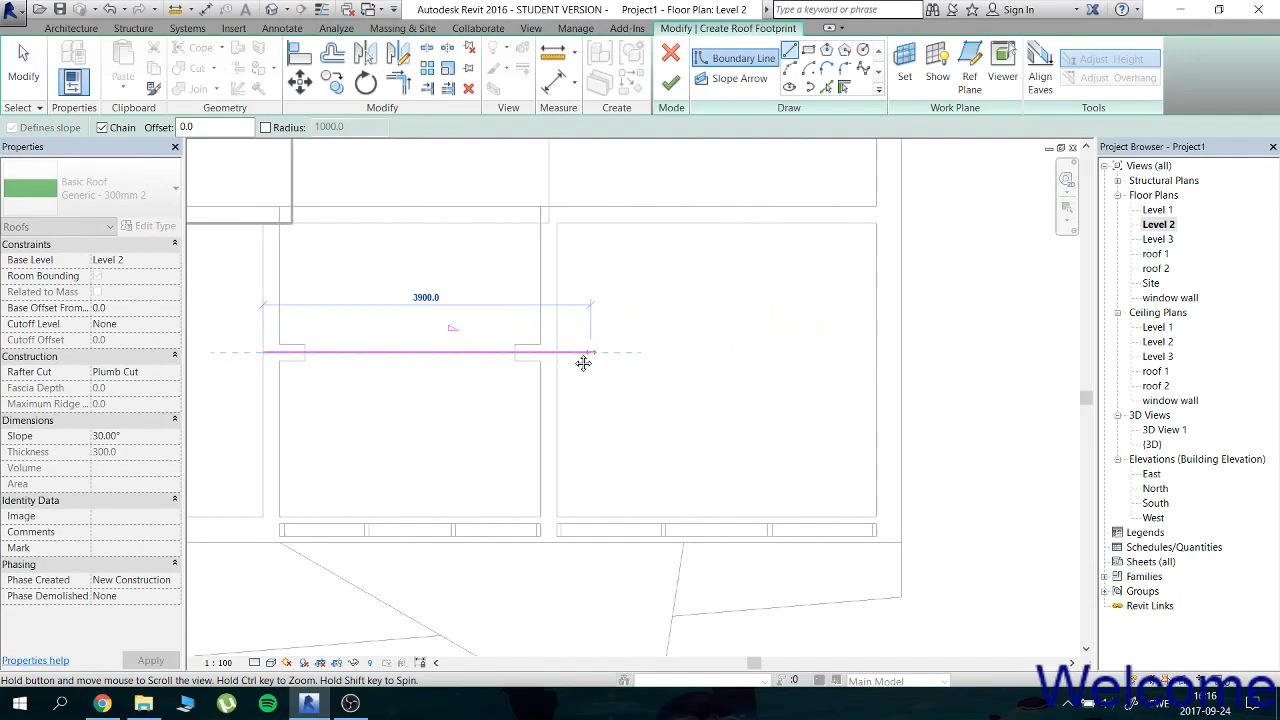 Autodesk Revit 2016 - STUDENT VERSION - Project1 - Floor Plan: Level 2
Type a keyword or phrase
Sign In
Architecture Structure Systems Insert Annotate Analyze Massing & Site Collaborate View Manage Add-Ins Modify | Create Roof Footprint
Modify
Paste
Cope
Cut
Join
Boundary Line
Slope Arrow
Set Show Ref Plane Viewer
Align Eaves
Adjust Height
Adjust Overhang
Select Properties Clipboard Geometry Modify View Measure Create Mode Draw Work Plane Tools
Defines slope Chain Offset: 0.0 Radius: 1000.0
Properties
Basic Roof
Generic - 300mm 2
Roofs Edit Type
Constraints
Base Level Level 2
Room Bounding
Related to Mass
Base Offset From... 0.0
Cutoff Level None
Cutoff Offset 0.0
Construction
Rafter Cut Plumb Cut
Fascia Depth 0.0
Maximum Ridge ... 0.0
Dimensions
Slope 30.00°
Thickness 300.0
Volume
Area
Identity Data
Image
Comments
Mark
Phasing
Phase Created New Construction
Phase Demolished None
Properties help Apply
3900.0
Project Browser - Project1
Views (all)
Structural Plans
Floor Plans
Level 1
Level 2
Level 3
roof 1
roof 2
Site
window wall
Ceiling Plans
Level 1
Level 2
Level 3
roof 1
roof 2
window wall
3D Views
3D View 1
{3D}
Elevations (Building Elevation)
East
North
South
West
Legends
Schedules/Quantities
Sheets (all)
Families
Groups
Revit Links
1 : 100
Hold button and move mouse to Scroll the view. Hold Ctrl key to Zoom. Hold Shift key to Spin.
:0 Main Model
Welcome
SWE
16:16
2017-09-24